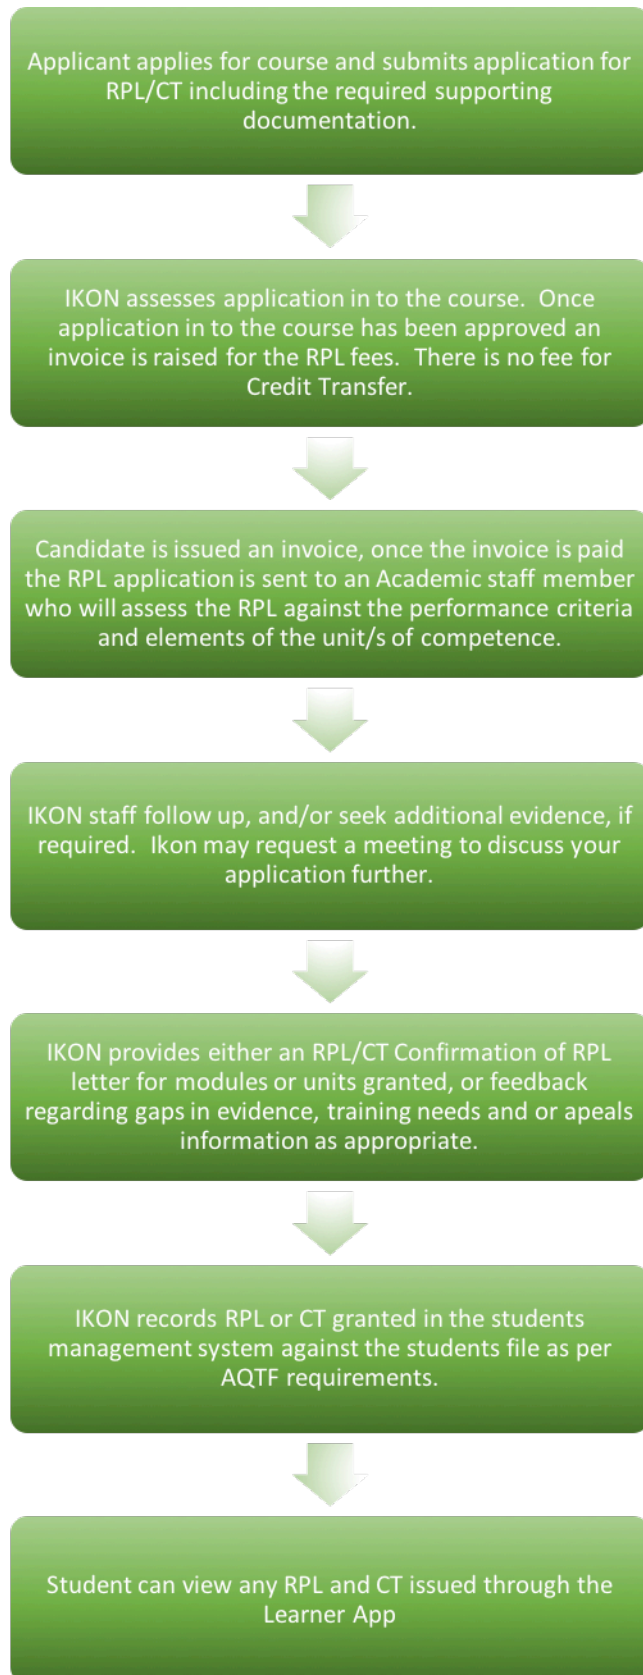 Applicant applies for course and submits application for
RPL/CT including the required supporting
documentation.
IKON assesses application in to the course.  Once
application in to the course has been approved an
invoice is raised for the RPL fees.  There is no fee for
Credit Transfer.
Candidate is issued an invoice, once the invoice is paid
the RPL application is sent to an Academic staff member
who will assess the RPL against the performance criteria
and elements of the unit/s of competence.
IKON staff follow up, and/or seek additional evidence, if
required.  Ikon may request a meeting to discuss your
application further.
IKON provides either an RPL/CT Confirmation of RPL
letter for modules or units granted, or feedback
regarding gaps in evidence, training needs and or apeals
information as appropriate.
IKON records RPL or CT granted in the students
management system against the students file as per
AQTF requirements.
Student can view any RPL and CT issued through the
Learner App